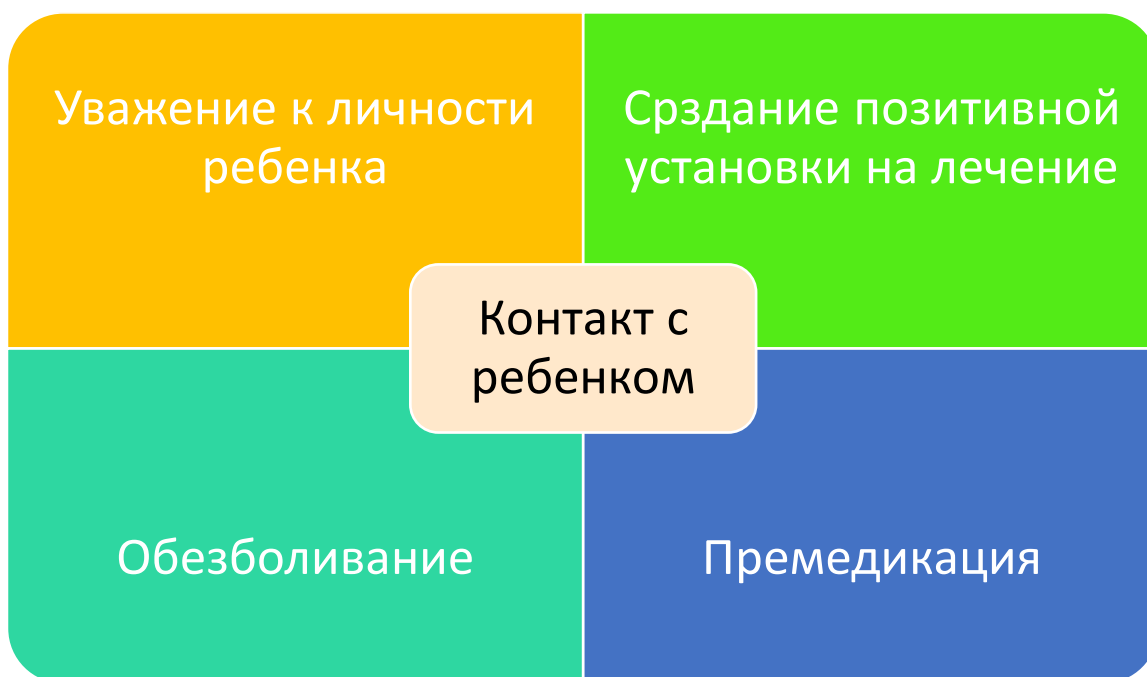 Уважение к личности
ребенка
Срздание позитивной
установки на лечение
Контакт с
ребенком
Обезболивание
Премедикация